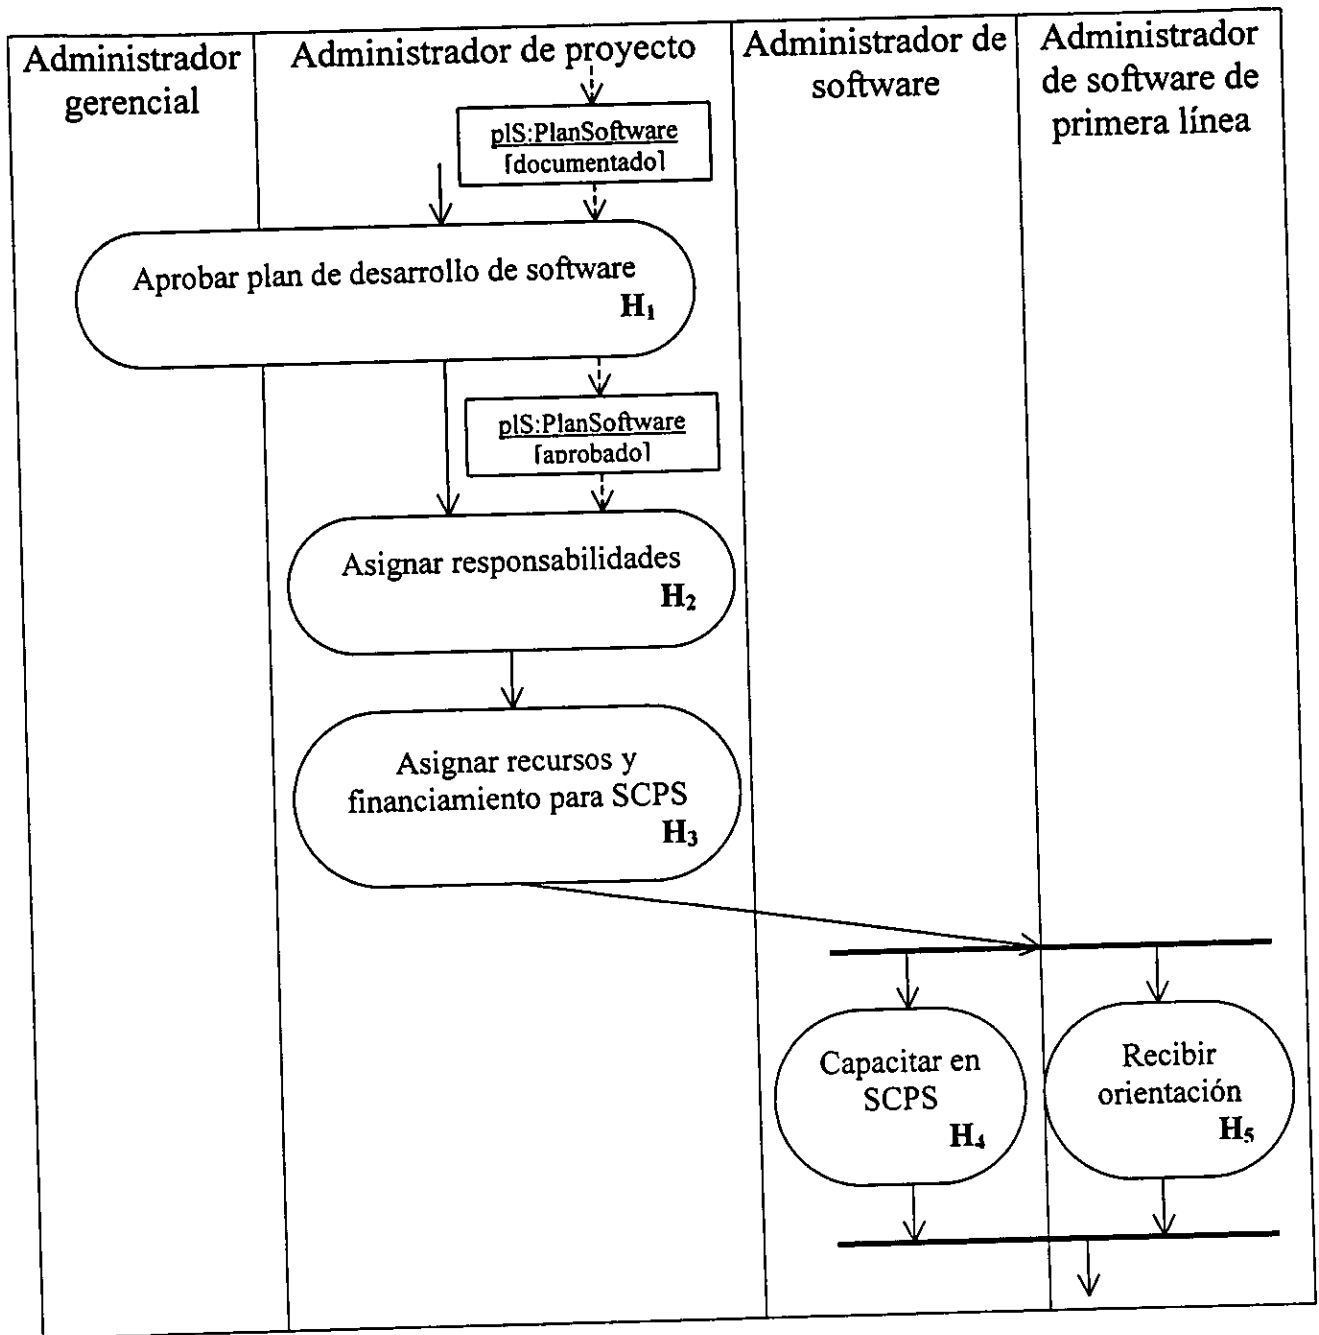 Administrador
gerencial
Administrador de proyecto
Administrador de
software
Administrador
de software de
primera línea
plS:PlanSoftware
[documentado]
Aprobar plan de desarrollo de software
H₁
plS:PlanSoftware
[aprobado]
Asignar responsabilidades
H₂
Asignar recursos y
financiamiento para SCPS
H₃
Capacitar en
SCPS
H₄
Recibir
orientación
H₅